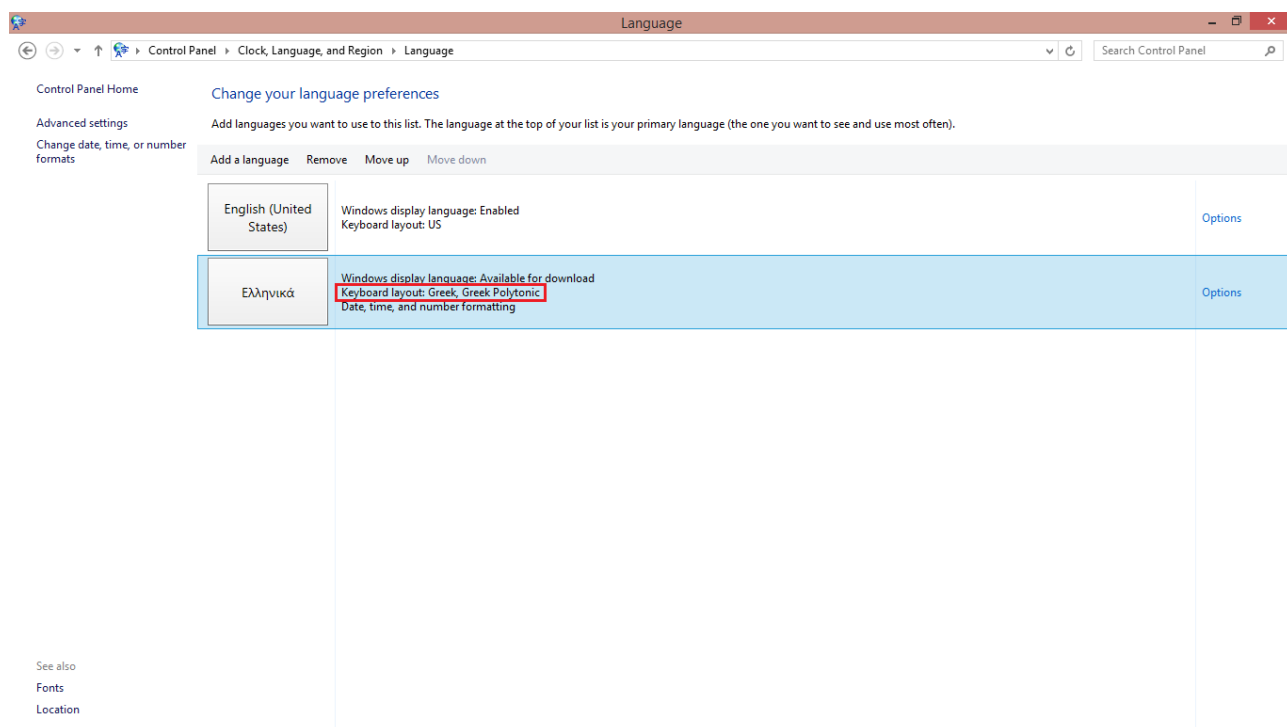 Language
Control Panel Clock, Language, and Region Language
Search Control Panel
Control Panel Home
Advanced settings
Change date, time, or number
formats
Change your language preferences
Add languages you want to use to this list. The language at the top of your list is your primary language (the one you want to see and use most often).
Add a language Remove Move up Move down
English (United
States)
Windows display language: Enabled
Keyboard layout: US
Options
Ελληνικά
Windows display language: Available for download
Keyboard layout: Greek, Greek Polytonic
Date, time, and number formatting
Options
See also
Fonts
Location